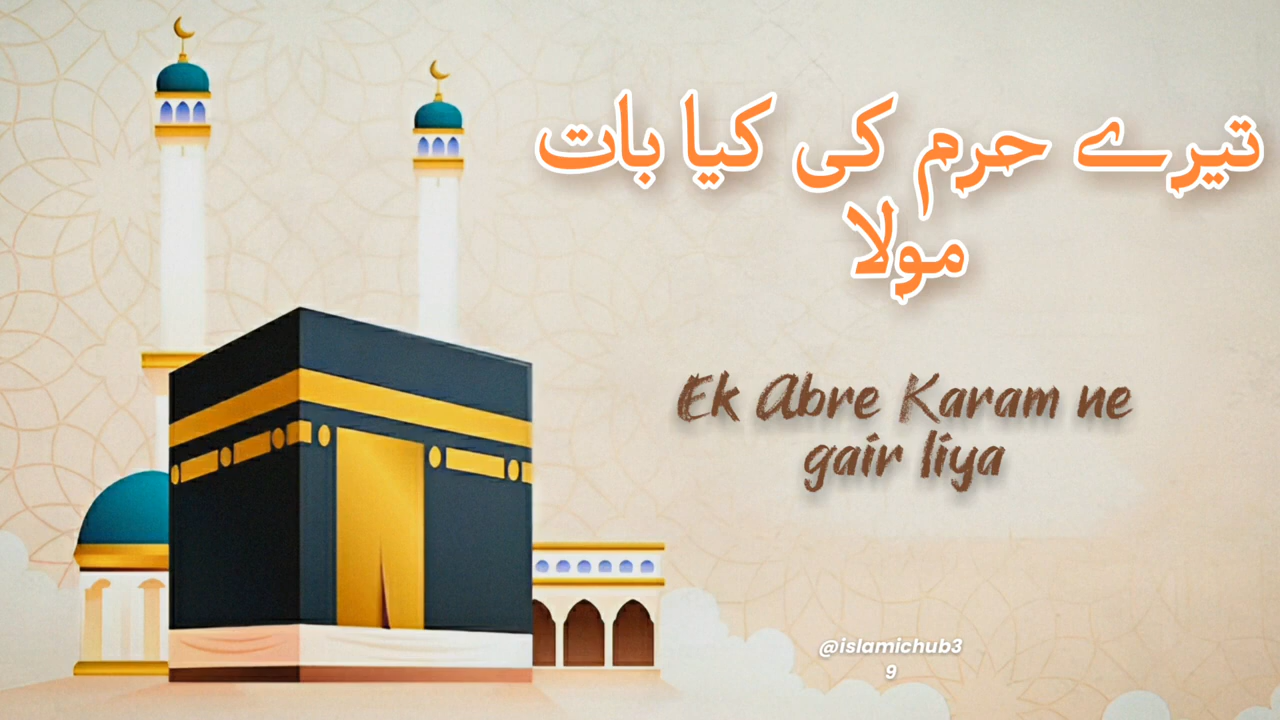 تیرے حرم کی کیا بات
مولا
Ek Abre Karam ne
gair liya
@islamichub3
9